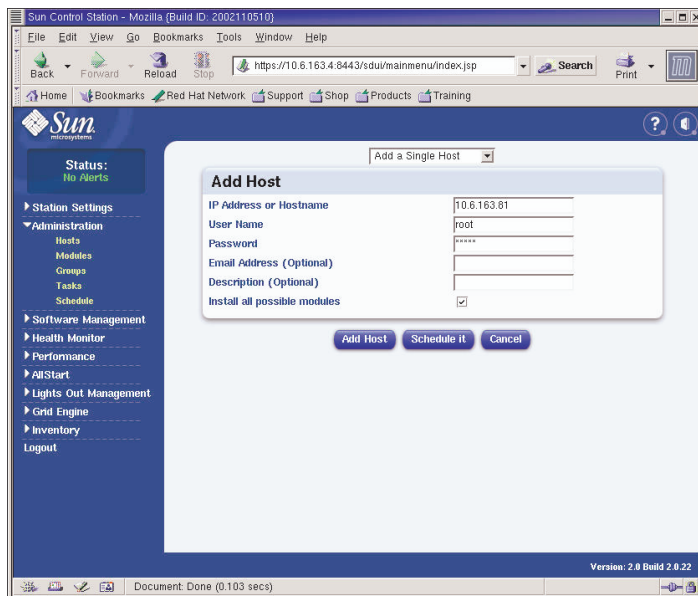 Sun Control Station - Mozilla {Build ID: 2002110510}
File Edit View Go Bookmarks Tools Window Help
Back Forward Reload Stop https://10.6.163.4:8443/sdui/mainmenu/index.jsp Search Print
Home Bookmarks Red Hat Network Support Shop Products Training
Sun
microsystems
?
Status:
No Alerts
Station Settings
Administration
Hosts
Modules
Groups
Tasks
Schedule
Software Management
Health Monitor
Performance
AllStart
Lights Out Management
Grid Engine
Inventory
Logout
Add a Single Host
Add Host
IP Address or Hostname 10.6.163.81
User Name root
Password *****
Email Address (Optional)
Description (Optional)
Install all possible modules
Add Host Schedule it Cancel
Version: 2.0 Build 2.0.22
Document: Done (0.103 secs)